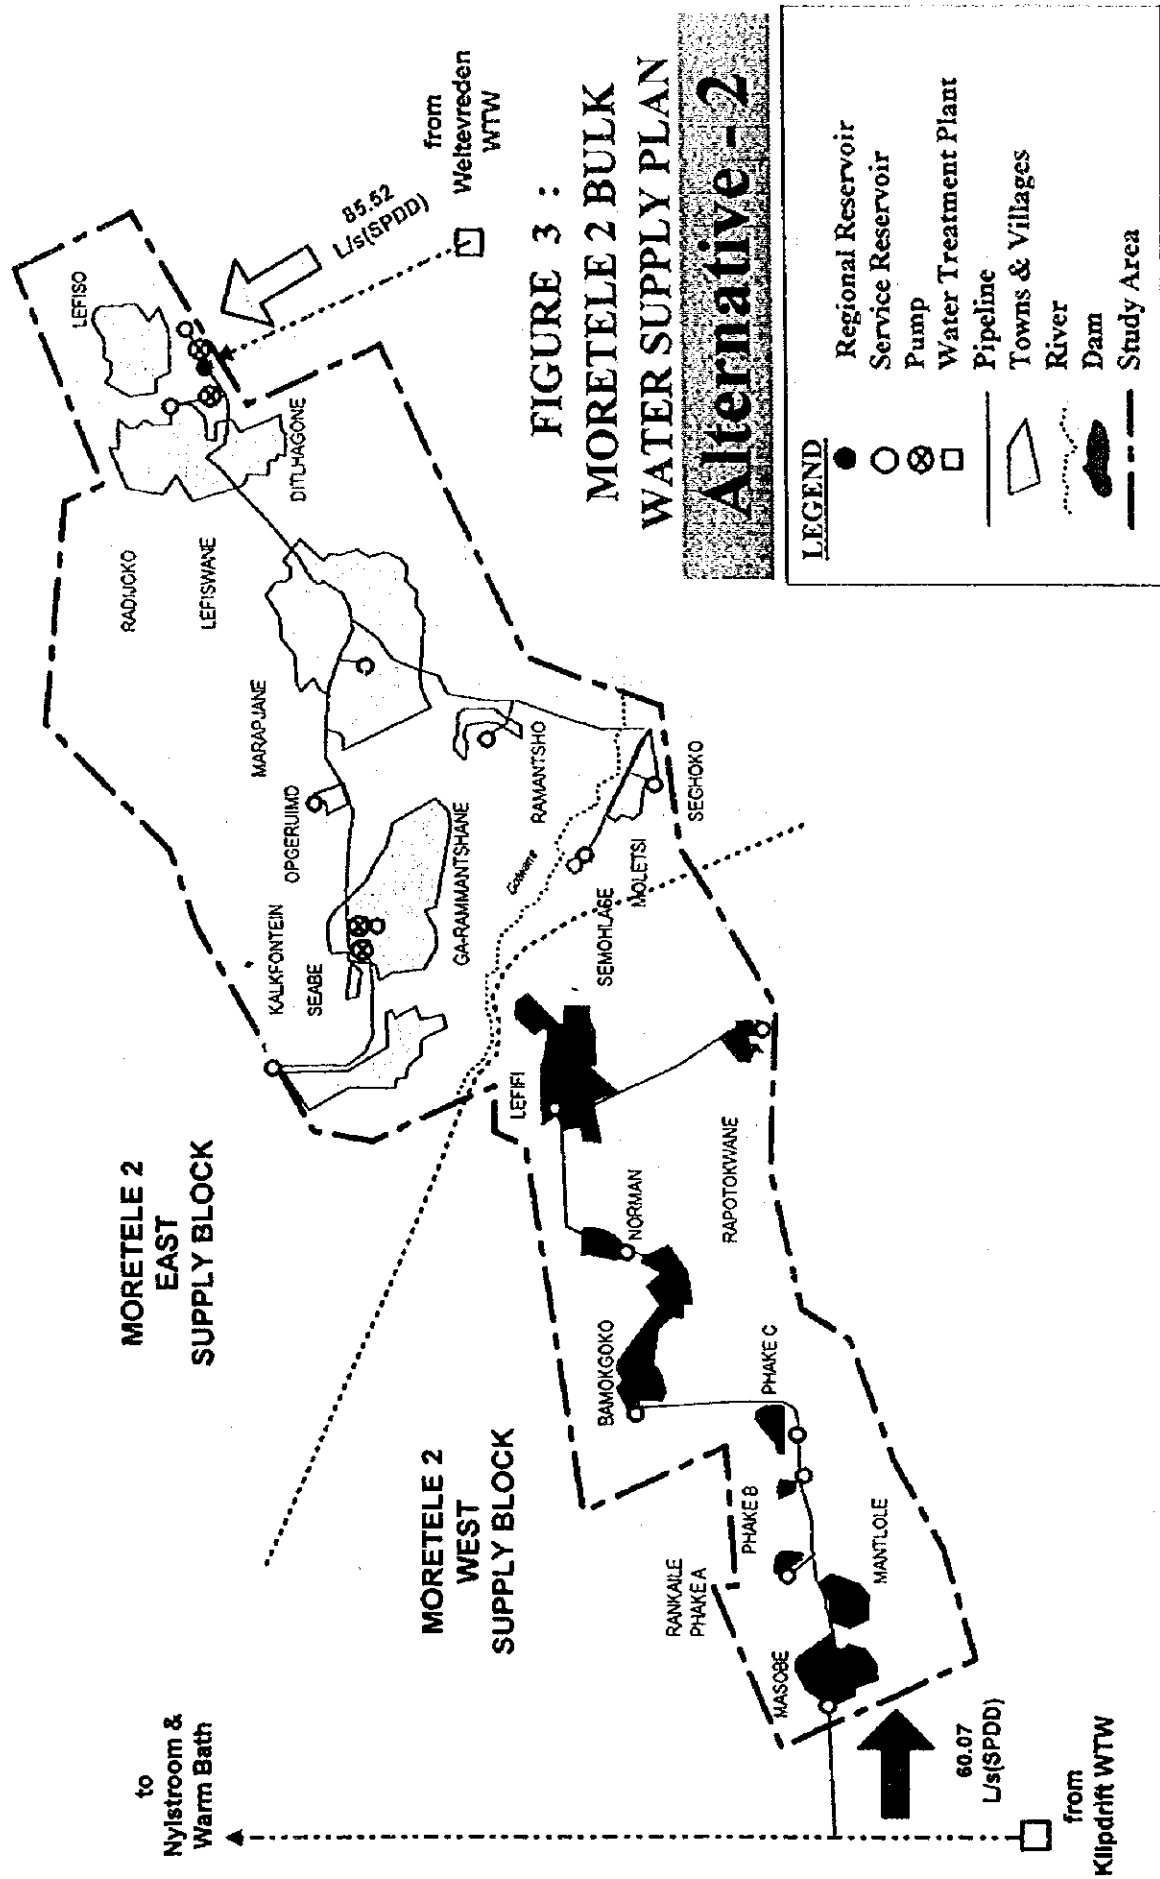 to
Nylstroom &
Warm Bath
MORETELE 2
EAST
SUPPLY BLOCK
MORETELE 2
WEST
SUPPLY BLOCK
LEFISO
RADIJOKO
LEFISWANE
DITLHAGONE
MARAPJANE
OPGERUIMD
KALKFONTEIN
SEABE
GA-RAMMANTSHANE
RAMANTSHO
SEGHOKO
MOLETSI
SEMOHLASE
LEFIFI
NORMAN
RAPOTOKWANE
BAMOKGOKO
PHAKE C
PHAKE B
RANKAILE
PHAKE A
MANTLOLE
MASOBE
60.07
L/s(SPDD)
from
Klipdrift WTW
85.52
L/s(SPDD)
from
Weltevreden
WTW
FIGURE 3 :
MORETELE 2 BULK
WATER SUPPLY PLAN
Alternative - 2
LEGEND
Regional Reservoir
Service Reservoir
Pump
Water Treatment Plant
Pipeline
Towns & Villages
River
Dam
Study Area